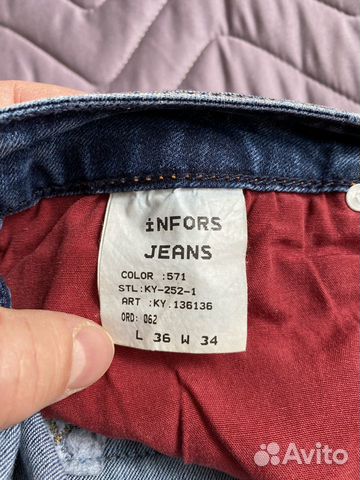 iNFORS
JEANS
COLOR :571
STL:KY-252-1
ART :KY.136136
ORD: 062
L 36 W 34
Avito